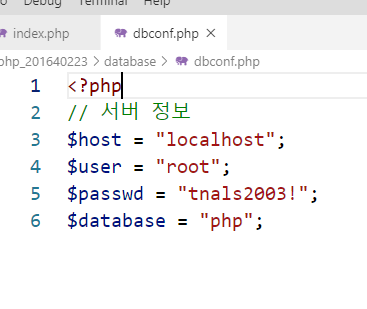 Debug Terminal Help
index.php dbconf.php ×
php_201640223 > database > dbconf.php
1 <?php
2 // 서버 정보
3 $host = "localhost";
4 $user = "root";
5 $passwd = "tnals2003!";
6 $database = "php";